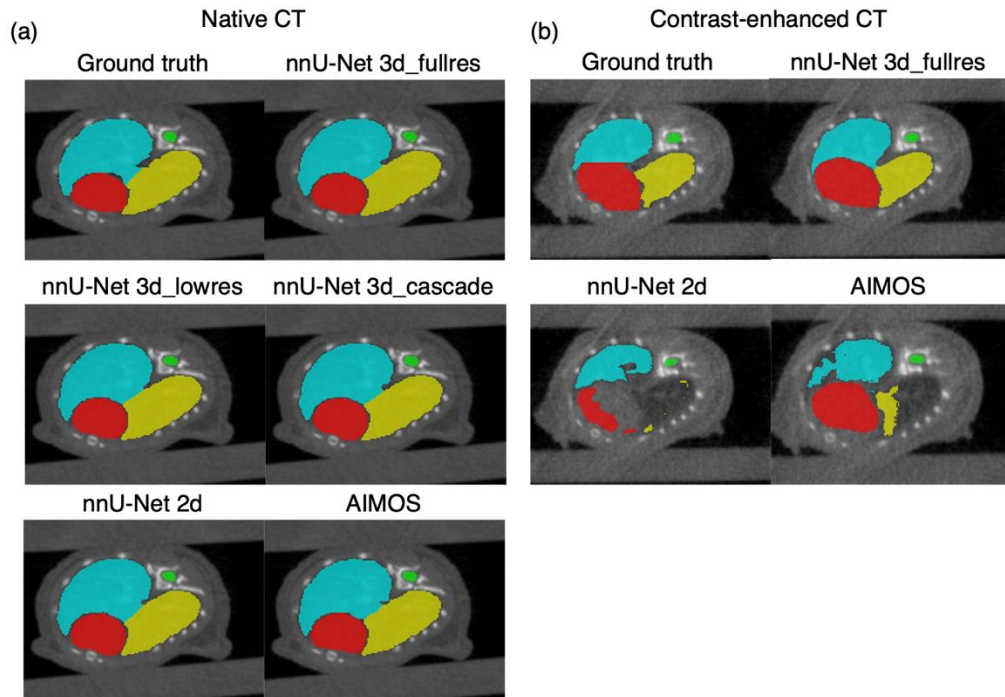 (a)
Native CT
Ground truth
nnU-Net 3d_fullres
nnU-Net 3d_lowres
nnU-Net 3d_cascade
nnU-Net 2d
AIMOS
(b)
Contrast-enhanced CT
Ground truth
nnU-Net 3d_fullres
nnU-Net 2d
AIMOS